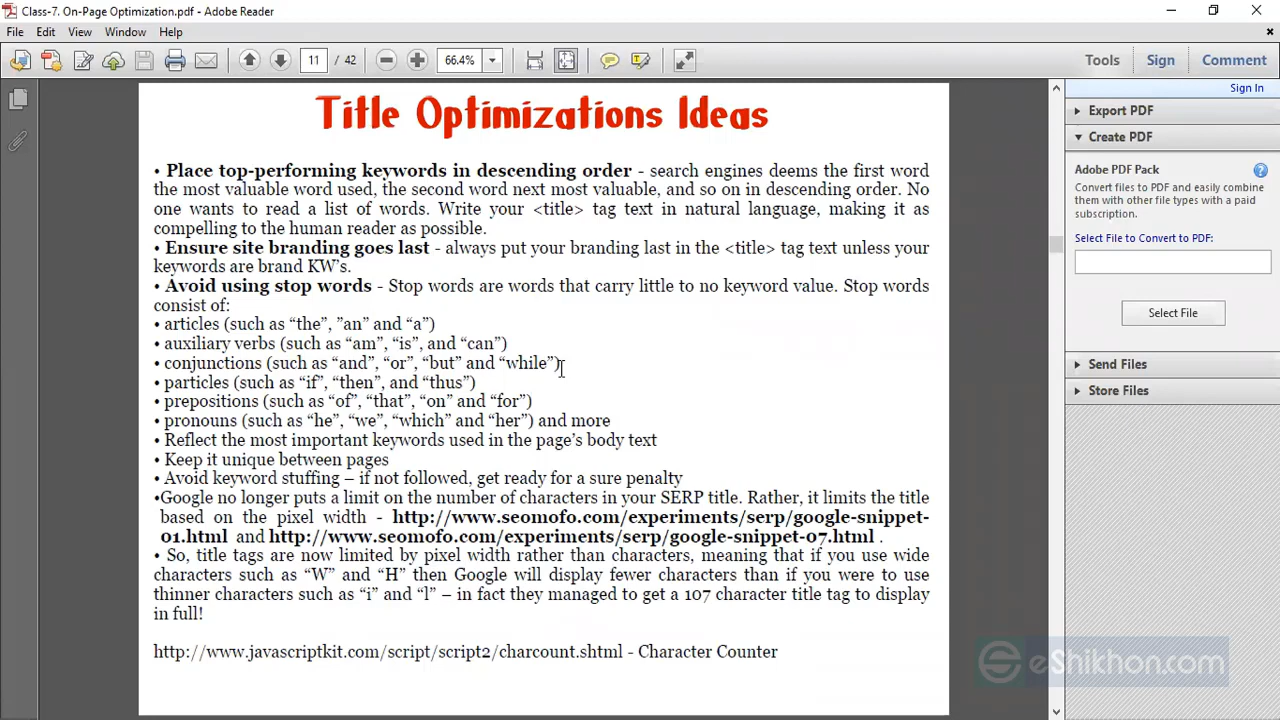 Class-7. On-Page Optimization.pdf - Adobe Reader
File Edit View Window Help
11 / 42 66.4% Tools Sign Comment
Sign In
Export PDF
Create PDF
Adobe PDF Pack
Convert files to PDF and easily combine
them with other file types with a paid
subscription.
Select File to Convert to PDF:
Select File
Send Files
Store Files
Title Optimizations Ideas
• Place top-performing keywords in descending order - search engines deems the first word
the most valuable word used, the second word next most valuable, and so on in descending order. No
one wants to read a list of words. Write your <title> tag text in natural language, making it as
compelling to the human reader as possible.
• Ensure site branding goes last - always put your branding last in the <title> tag text unless your
keywords are brand KW's.
• Avoid using stop words - Stop words are words that carry little to no keyword value. Stop words
consist of:
• articles (such as “the”, ”an” and “a”)
• auxiliary verbs (such as “am”, “is”, and “can”)
• conjunctions (such as “and”, “or”, “but” and “while”)
• particles (such as “if”, “then”, and “thus”)
• prepositions (such as “of”, “that”, “on” and “for”)
• pronouns (such as “he”, “we”, “which” and “her”) and more
• Reflect the most important keywords used in the page’s body text
• Keep it unique between pages
• Avoid keyword stuffing – if not followed, get ready for a sure penalty
•Google no longer puts a limit on the number of characters in your SERP title. Rather, it limits the title
based on the pixel width - http://www.seomofo.com/experiments/serp/google-snippet-
01.html and http://www.seomofo.com/experiments/serp/google-snippet-07.html .
• So, title tags are now limited by pixel width rather than characters, meaning that if you use wide
characters such as “W” and “H” then Google will display fewer characters than if you were to use
thinner characters such as “i” and “l” – in fact they managed to get a 107 character title tag to display
in full!
http://www.javascriptkit.com/script/script2/charcount.shtml - Character Counter
eShikhon.com